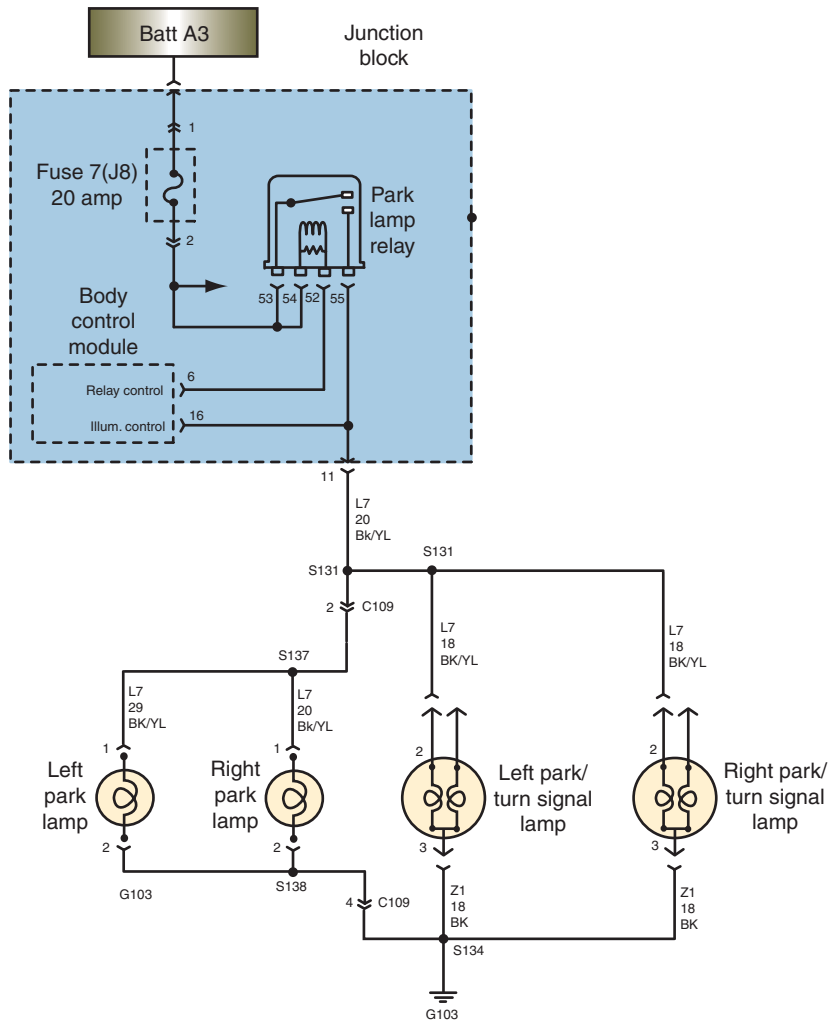 Batt A3
Junction
block
1
Fuse 7(J8)
20 amp
2
Park
lamp
relay
53
54
52
55
Body
control
module
Relay control
6
Illum. control
16
11
L7
20
Bk/YL
S131
S131
2
C109
L7
18
BK/YL
L7
18
BK/YL
S137
L7
29
BK/YL
L7
20
Bk/YL
1
Left
park
lamp
2
1
Right
park
lamp
2
2
Left park/
turn signal
lamp
3
2
Right park/
turn signal
lamp
3
G103
S138
4
C109
Z1
18
BK
Z1
18
BK
S134
G103